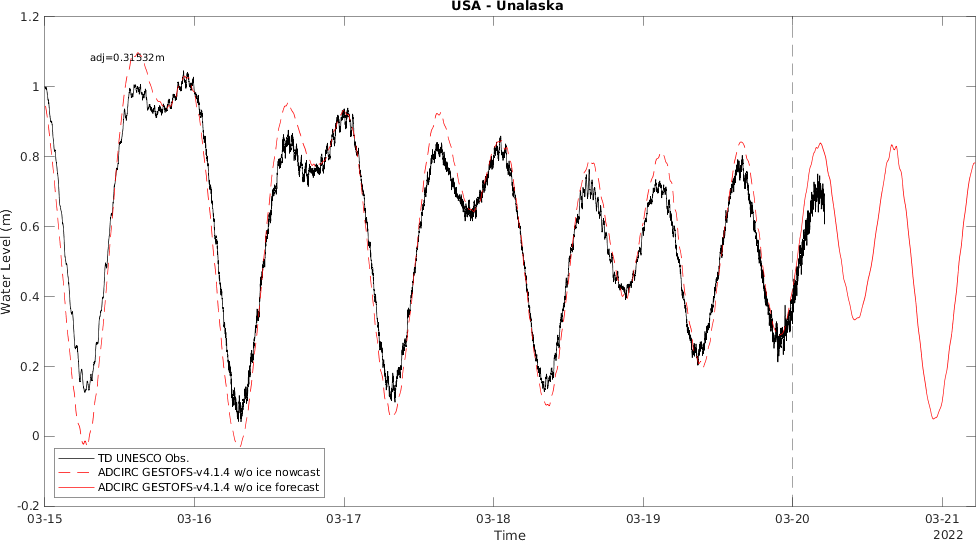 USA - Unalaska
adj=0.31532m
1.2
1
0.8
0.6
0.4
0.2
0
-0.2
Water Level (m)
TD UNESCO Obs.
ADCIRC GESTOFS-v4.1.4 w/o ice nowcast
ADCIRC GESTOFS-v4.1.4 w/o ice forecast
03-15
03-16
03-17
03-18
03-19
03-20
03-21
Time
2022